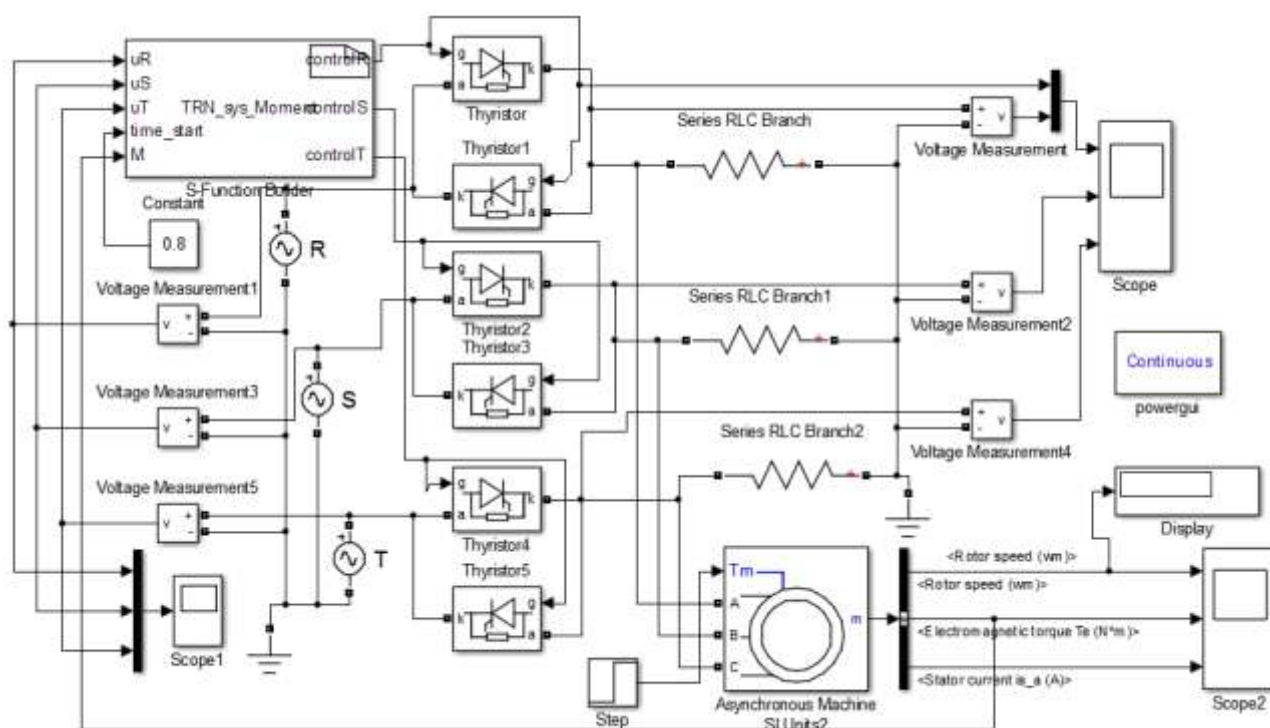 uR
uS
uT
time_start
M
TRN_sys_Moment
controlR
controlS
controlT
S-Function Builder
Constant
0.8
R
S
T
Voltage Measurement1
v
+
-
Voltage Measurement3
v
+
-
Voltage Measurement5
v
+
-
Scope1
g
a
k
Thyristor
Thyristor1
k
g
a
g
a
k
Thyristor2
Thyristor3
k
g
a
g
a
k
Thyristor4
Thyristor5
k
g
a
Series RLC Branch
+
Series RLC Branch1
+
Series RLC Branch2
+
+
-
v
Voltage Measurement
+
-
v
Voltage Measurement2
+
-
v
Voltage Measurement4
Scope
Continuous
powergui
Display
Step
Tm
A
B
C
m
Asynchronous Machine
SI Units2
<Rotor speed (wm)>
<Rotor speed (wm)>
<Electromagnetic torque Te (N*m)>
<Stator current is_a (A)>
Scope2